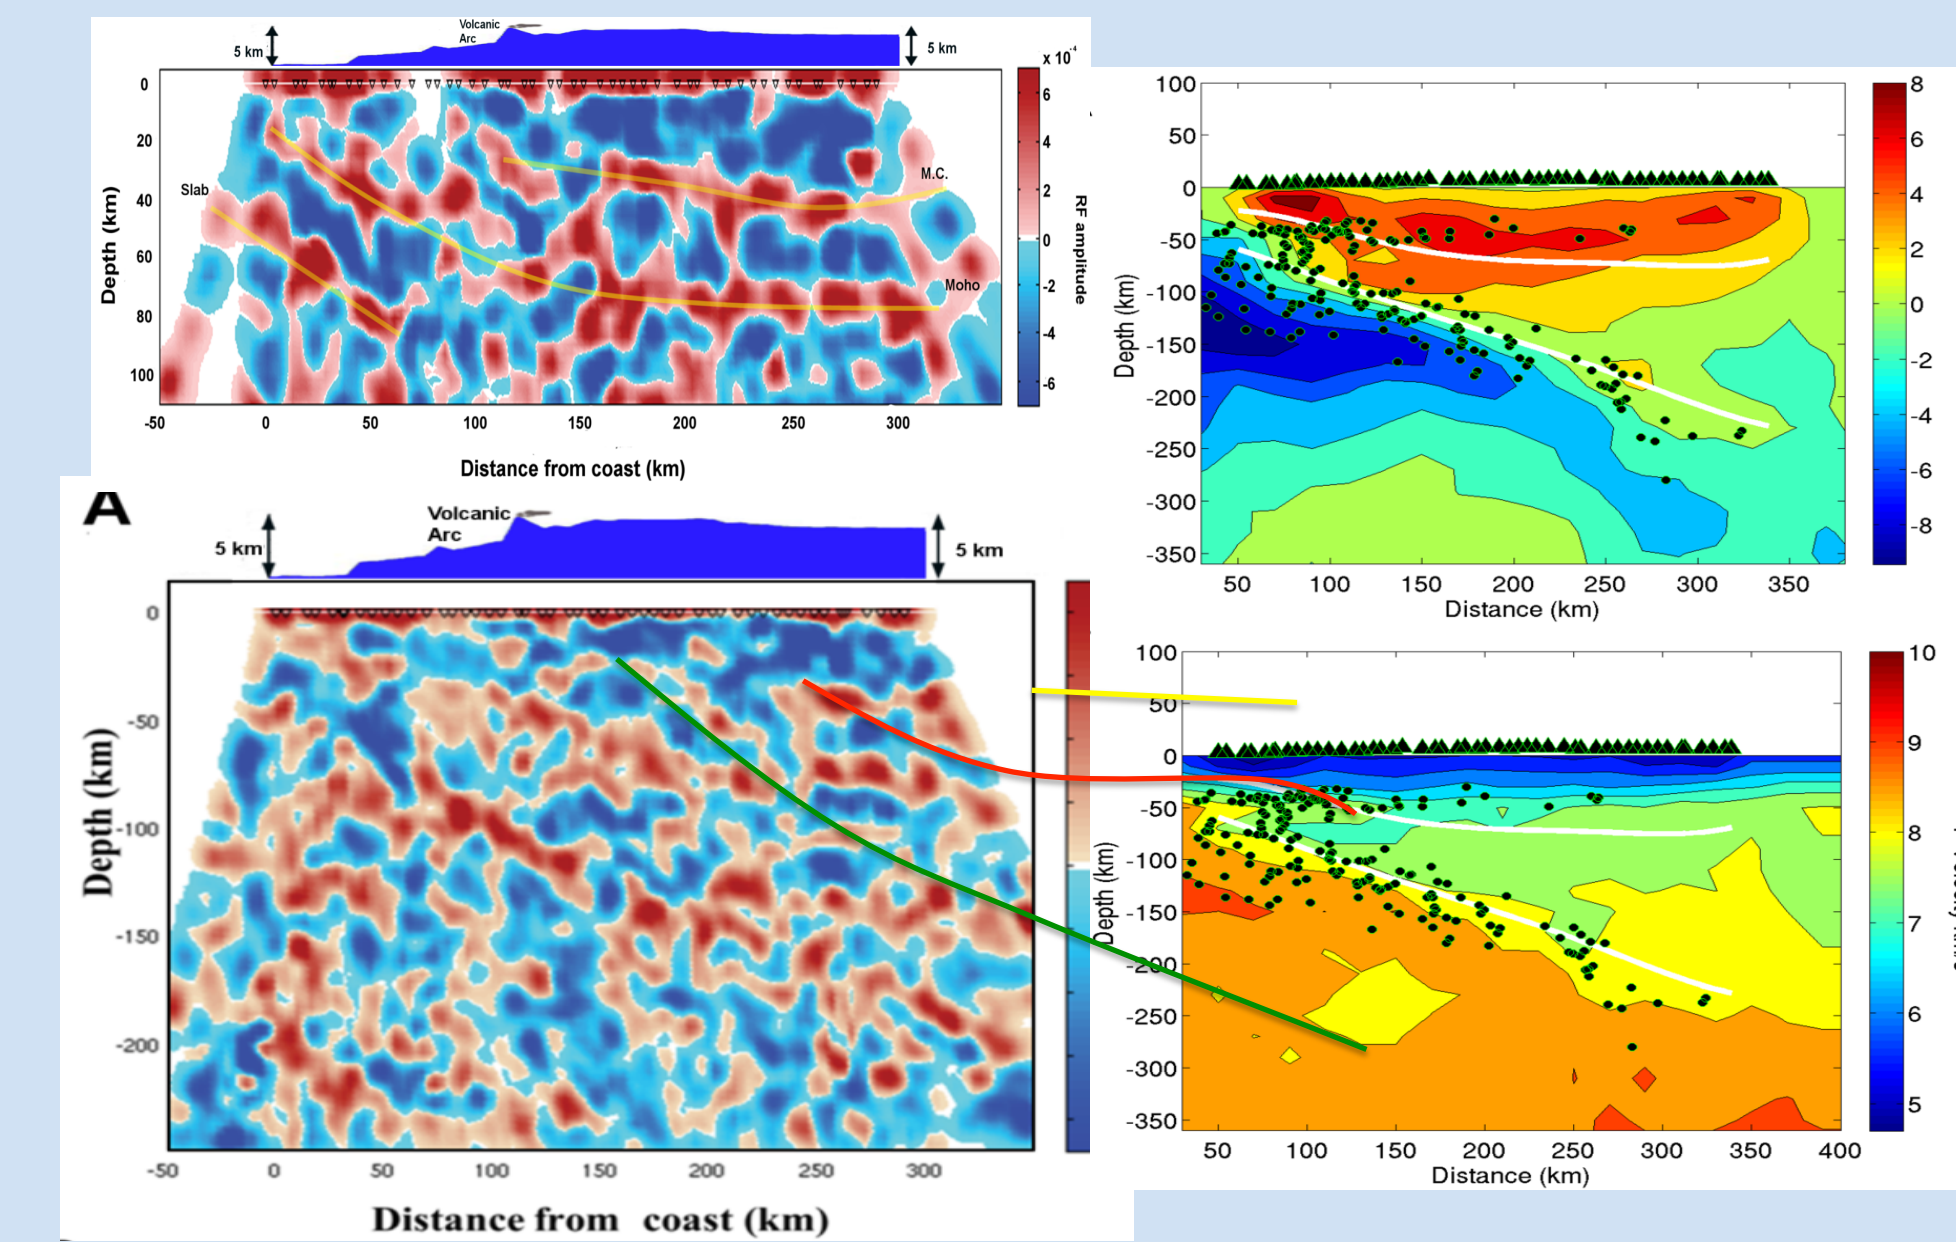 Volcanic
Arc
5 km
5 km
x 10⁻⁴
0
20
40
60
80
100
Depth (km)
Slab
M.C.
Moho
6
4
2
0
-2
-4
-6
RF amplitude
-50 0 50 100 150 200 250 300
Distance from coast (km)
100
50
0
-50
-100
-150
-200
-250
-300
-350
Depth (km)
50 100 150 200 250 300 350
Distance (km)
8
6
4
2
0
-2
-4
-6
-8
A
Volcanic
Arc
5 km
5 km
0
-50
-100
-150
-200
Depth (km)
-50 0 50 100 150 200 250 300
Distance from coast (km)
100
50
0
-50
-100
-150
-200
-250
-300
-350
Depth (km)
50 100 150 200 250 300 350 400
Distance (km)
10
9
8
7
6
5